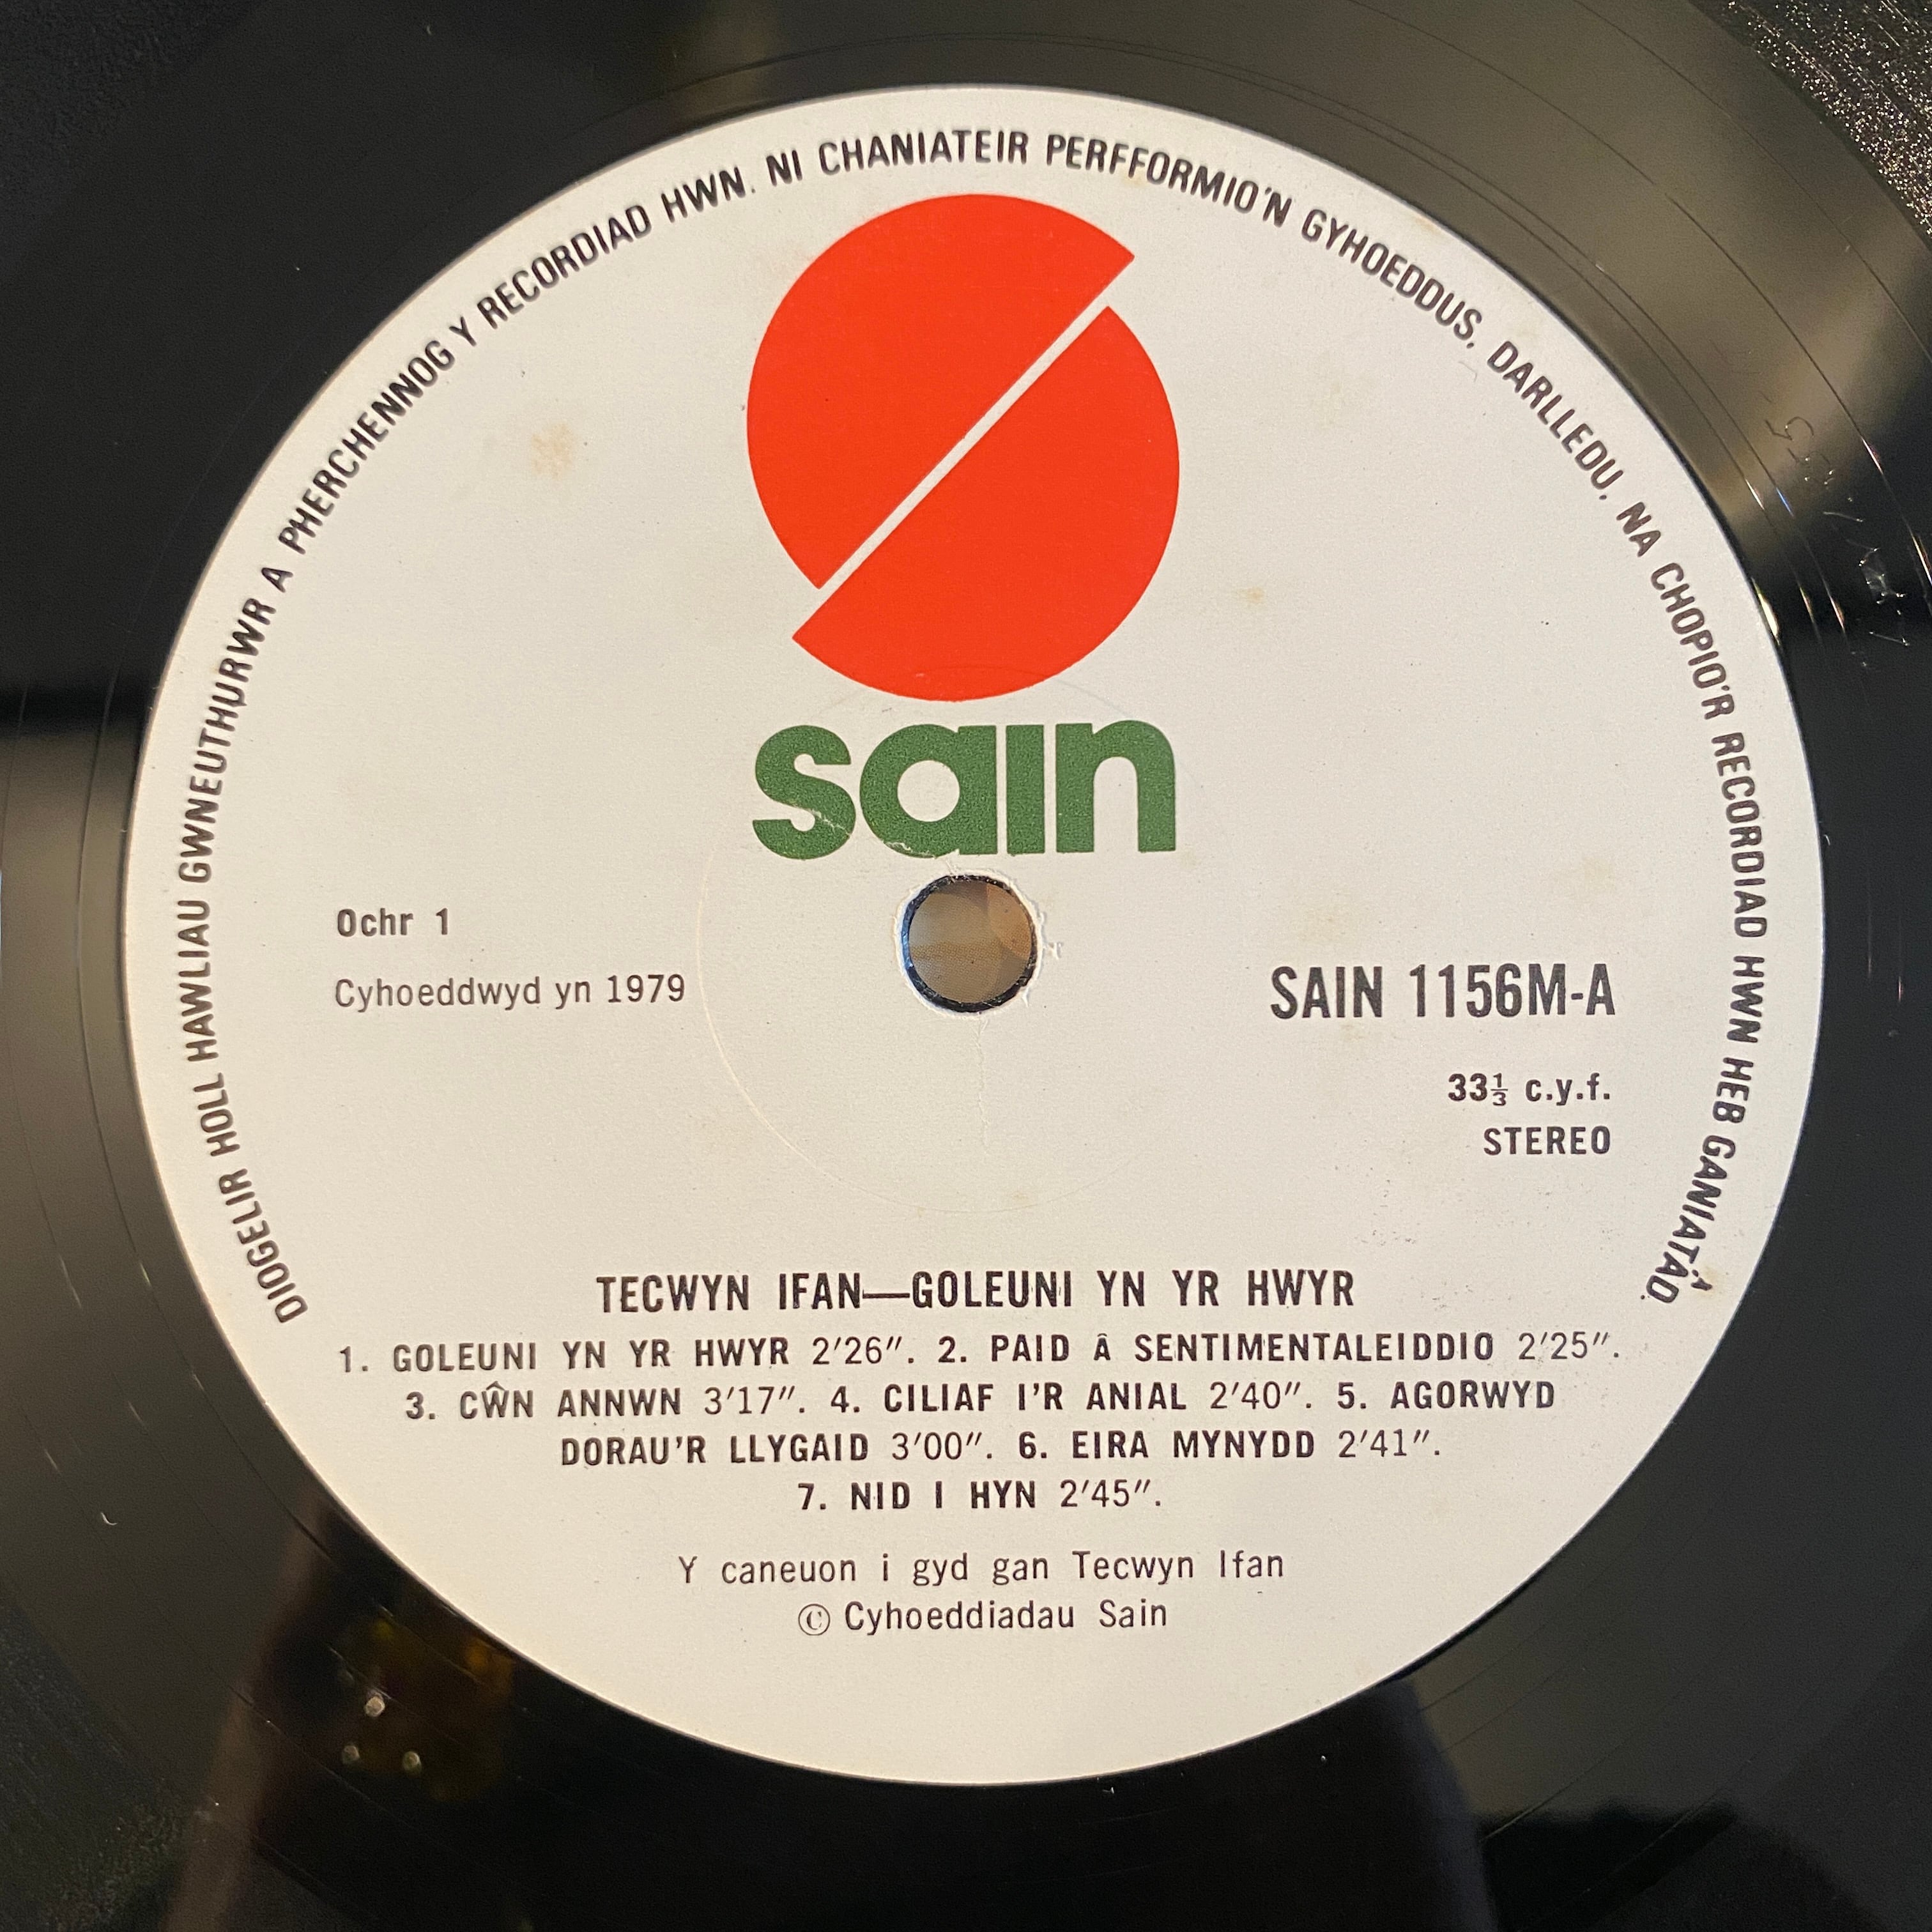 DIOGELIR HOLL HAWLIAU GWNEUTHURWR A PHERCHENNOG Y RECORDIAD HWN. NI CHANIATEIR PERFFORMIO'N GYHOEDDUS, DARLLEDU, NA CHOPIO'R RECORDIAD HWN HEB GANIATÂD.
sain
Ochr 1
Cyhoeddwyd yn 1979
SAIN 1156M-A
33⅓ c.y.f.
STEREO
TECWYN IFAN—GOLEUNI YN YR HWYR
1. GOLEUNI YN YR HWYR 2′26″. 2. PAID Â SENTIMENTALEIDDIO 2′25″.
3. CŴN ANNWN 3′17″. 4. CILIAF I'R ANIAL 2′40″. 5. AGORWYD
DORAU'R LLYGAID 3′00″. 6. EIRA MYNYDD 2′41″.
7. NID I HYN 2′45″.
Y caneuon i gyd gan Tecwyn Ifan
© Cyhoeddiadau Sain